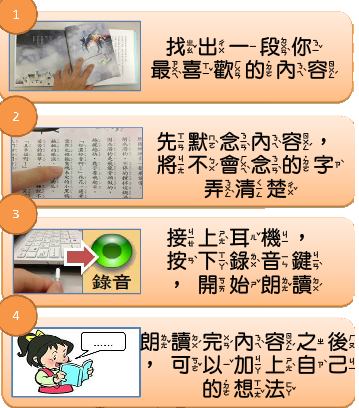 1
找出一段你
最喜歡的內容
2
先默念內容，
將不會念的字
弄清楚
3
錄音
接上耳機，
按下錄音鍵
，開始朗讀
4
……
朗讀完內容之後
，可以加上自己
的想法